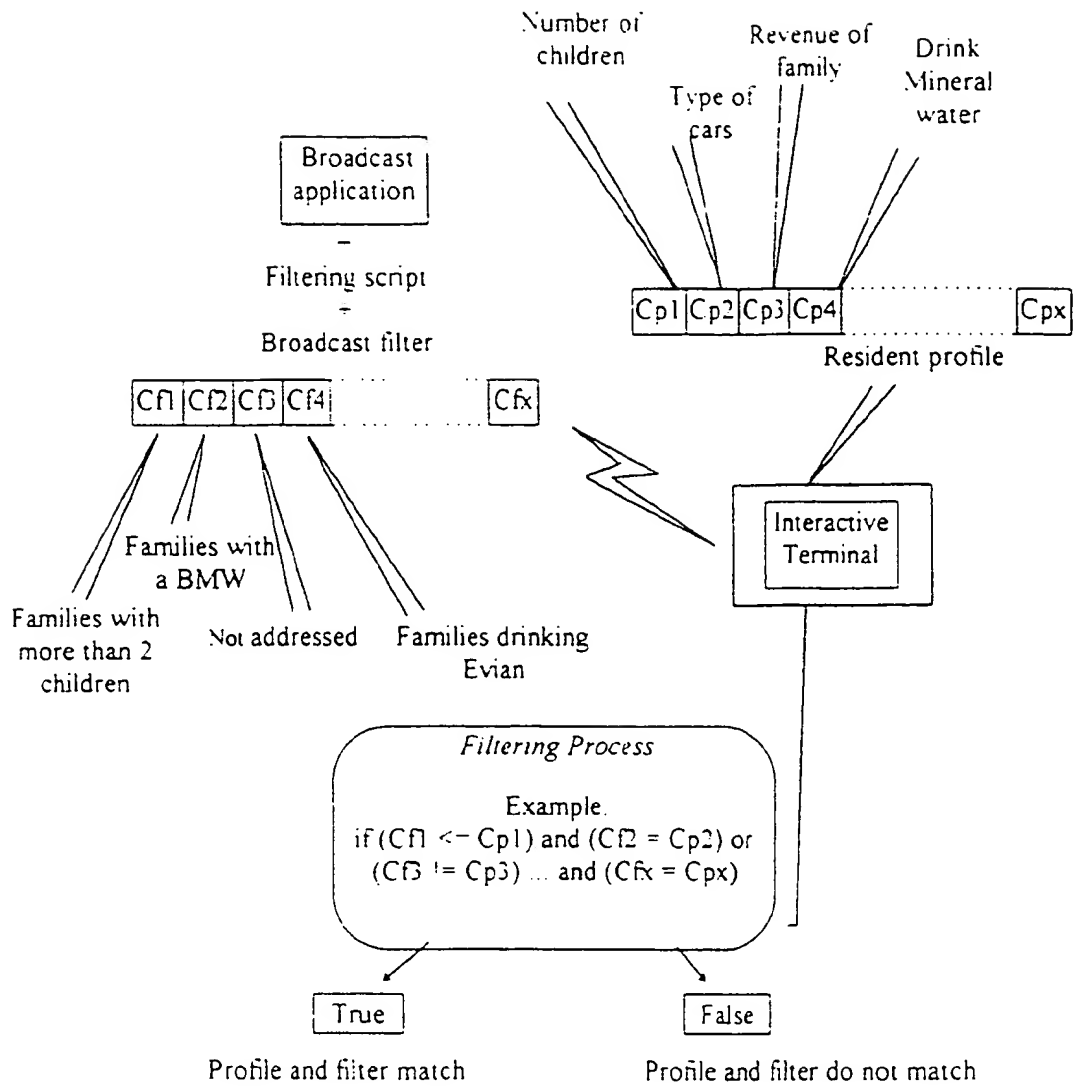 Number of
children
Revenue of
family
Type of
cars
Drink
Mineral
water
Broadcast
application
Filtering script
Broadcast filter
Cp1 Cp2 Cp3 Cp4 Cpx
Resident profile
Cf1 Cf2 Cf3 Cf4 Cfx
Interactive
Terminal
Families with
a BMW
Families with
more than 2
children
Not addressed
Families drinking
Evian
Filtering Process
Example.
if (Cf1 <= Cp1) and (Cf2 = Cp2) or
(Cf3 != Cp3) ... and (Cfx = Cpx)
True
False
Profile and filter match
Profile and filter do not match